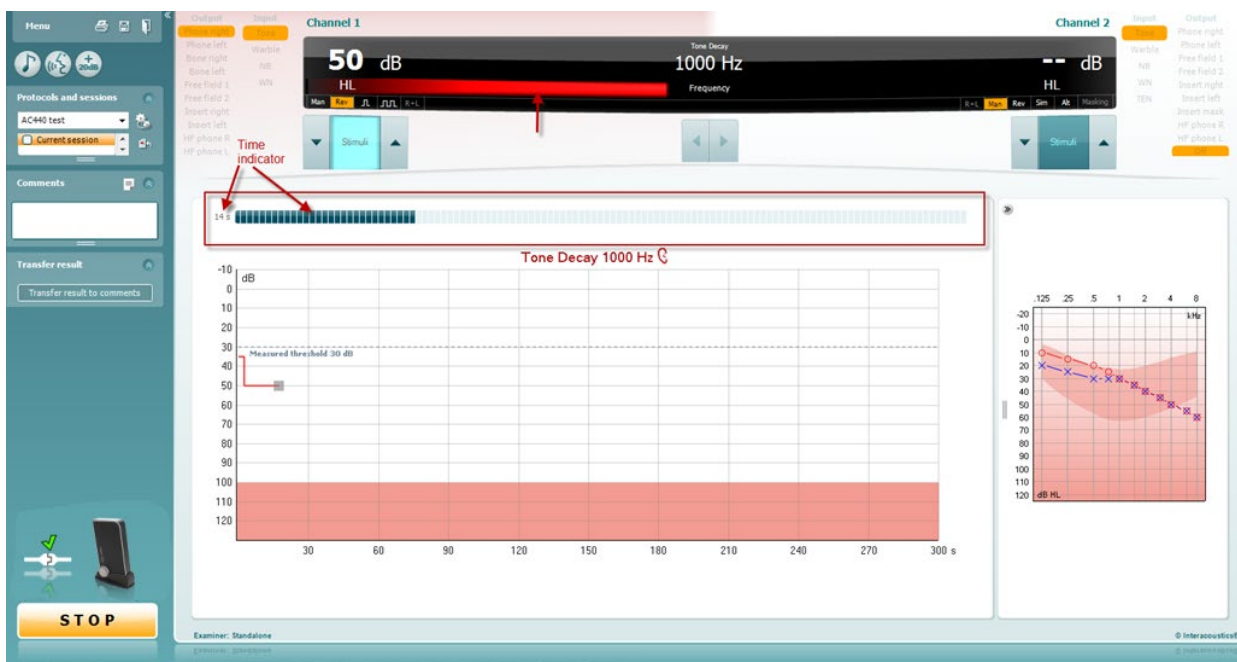 Menu
Protocols and sessions
AC440 test
Current session
Comments
Transfer result
Transfer result to comments
STOP
Output
Phone right
Phone left
Bone right
Bone left
Free field 1
Free field 2
Insert right
Insert left
HF phone R
HF phone L
Input
Tone
Warble
NB
WN
Channel 1
50 dB
HL
Man Rev R+L
Tone Decay
1000 Hz
Frequency
Channel 2
-- dB
HL
R+L Man Rev Sim Alt Masking
Input
Tone
Warble
NB
WN
TEN
Output
Phone right
Phone left
Free field 1
Free field 2
Insert right
Insert left
Insert mask
HF phone R
HF phone L
Off
+
20dB
Stimuli
Stimuli
Time
indicator
14 s
Tone Decay 1000 Hz
dB
-10
0
10
20
30
40
50
60
70
80
90
100
110
120
Measured threshold 30 dB
30 60 90 120 150 180 210 240 270 300 s
.125 .25 .5 1 2 4 8
kHz
-20
-10
0
10
20
30
40
50
60
70
80
90
100
110
120
dB HL
Examiner: Standalone
© Interacoustics®